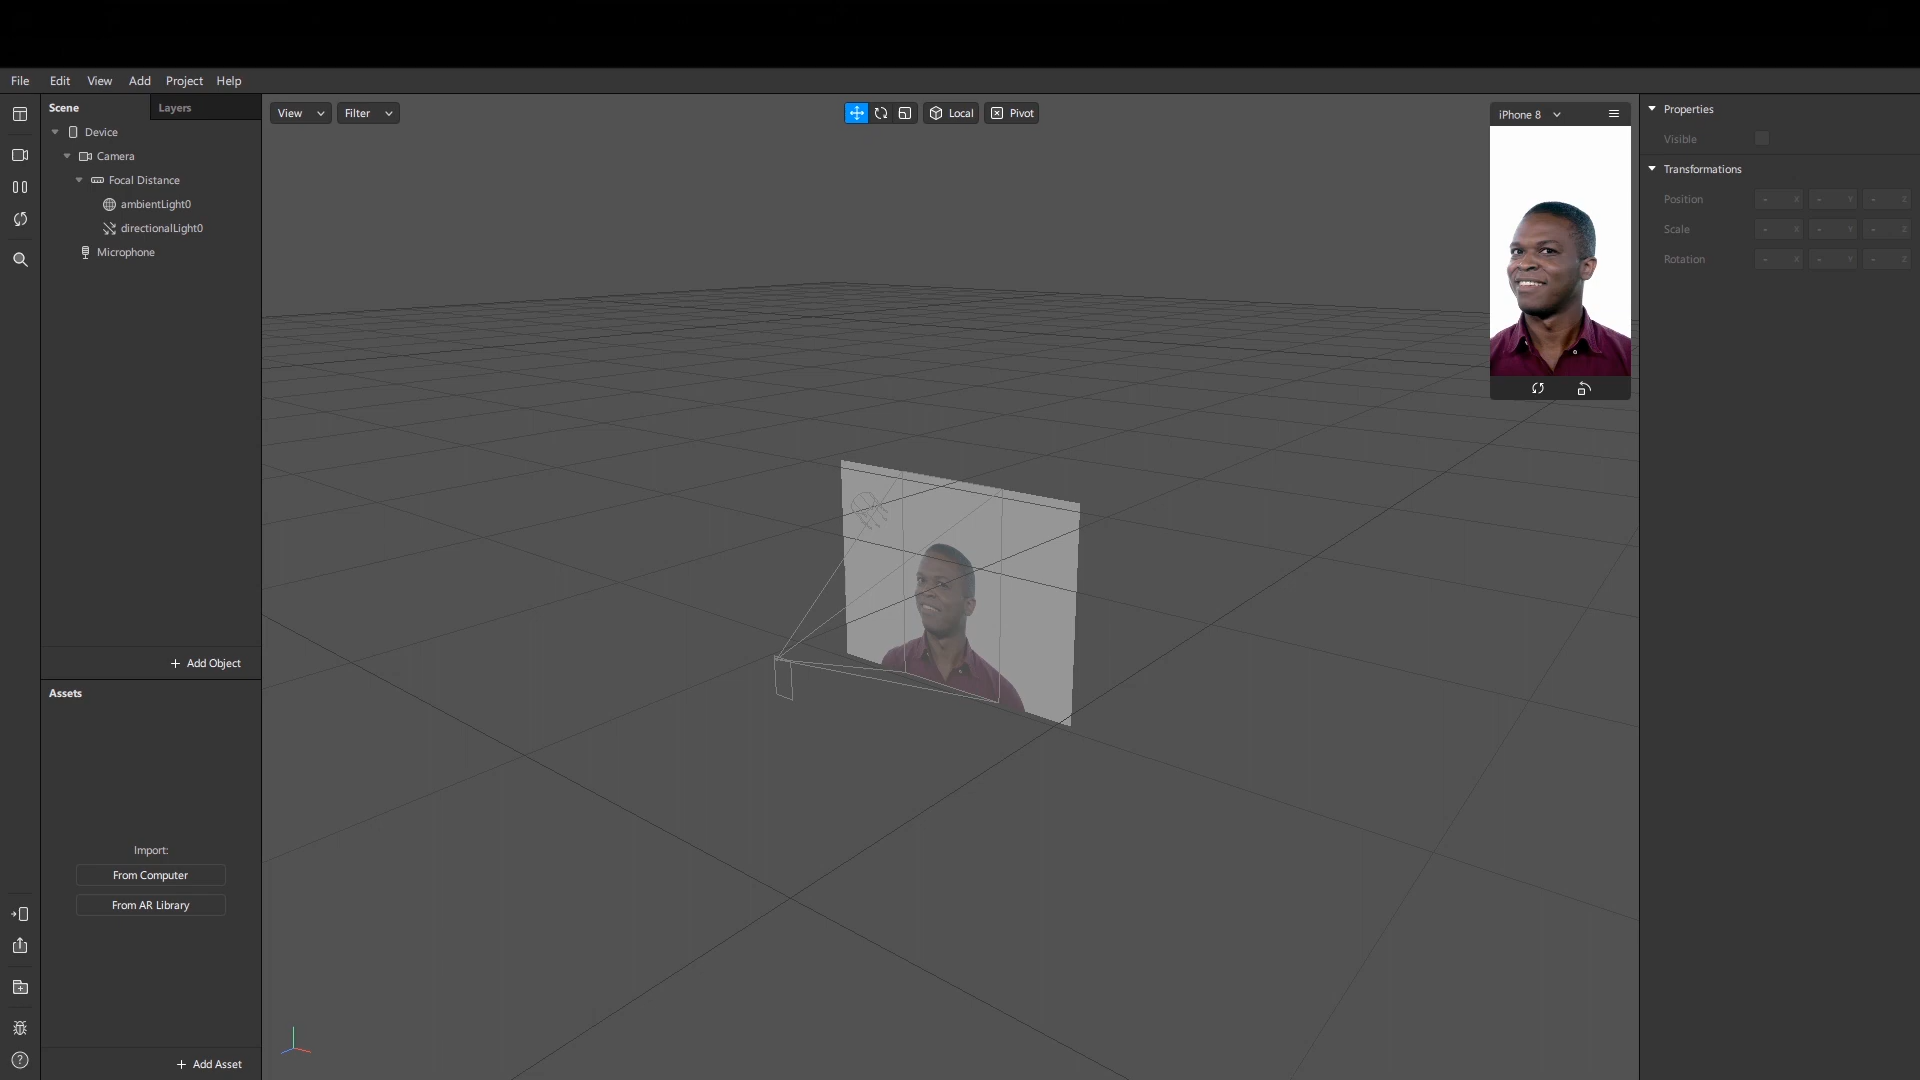 File Edit View Add Project Help
Scene Layers
Device
Camera
Focal Distance
ambientLight0
directionalLight0
Microphone
+ Add Object
Assets
Import:
From Computer
From AR Library
+ Add Asset
View Filter Local Pivot
iPhone 8
Properties
Visible
Transformations
Position - X - Y - Z
Scale - X - Y - Z
Rotation - X - Y - Z